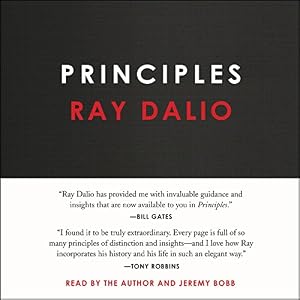 PRINCIPLES
RAY DALIO
“Ray Dalio has provided me with invaluable guidance and
insights that are now available to you in Principles.”
—BILL GATES
“I found it to be truly extraordinary. Every page is full of so
many principles of distinction and insights—and I love how Ray
incorporates his history and his life in such an elegant way.”
—TONY ROBBINS
READ BY THE AUTHOR AND JEREMY BOBB